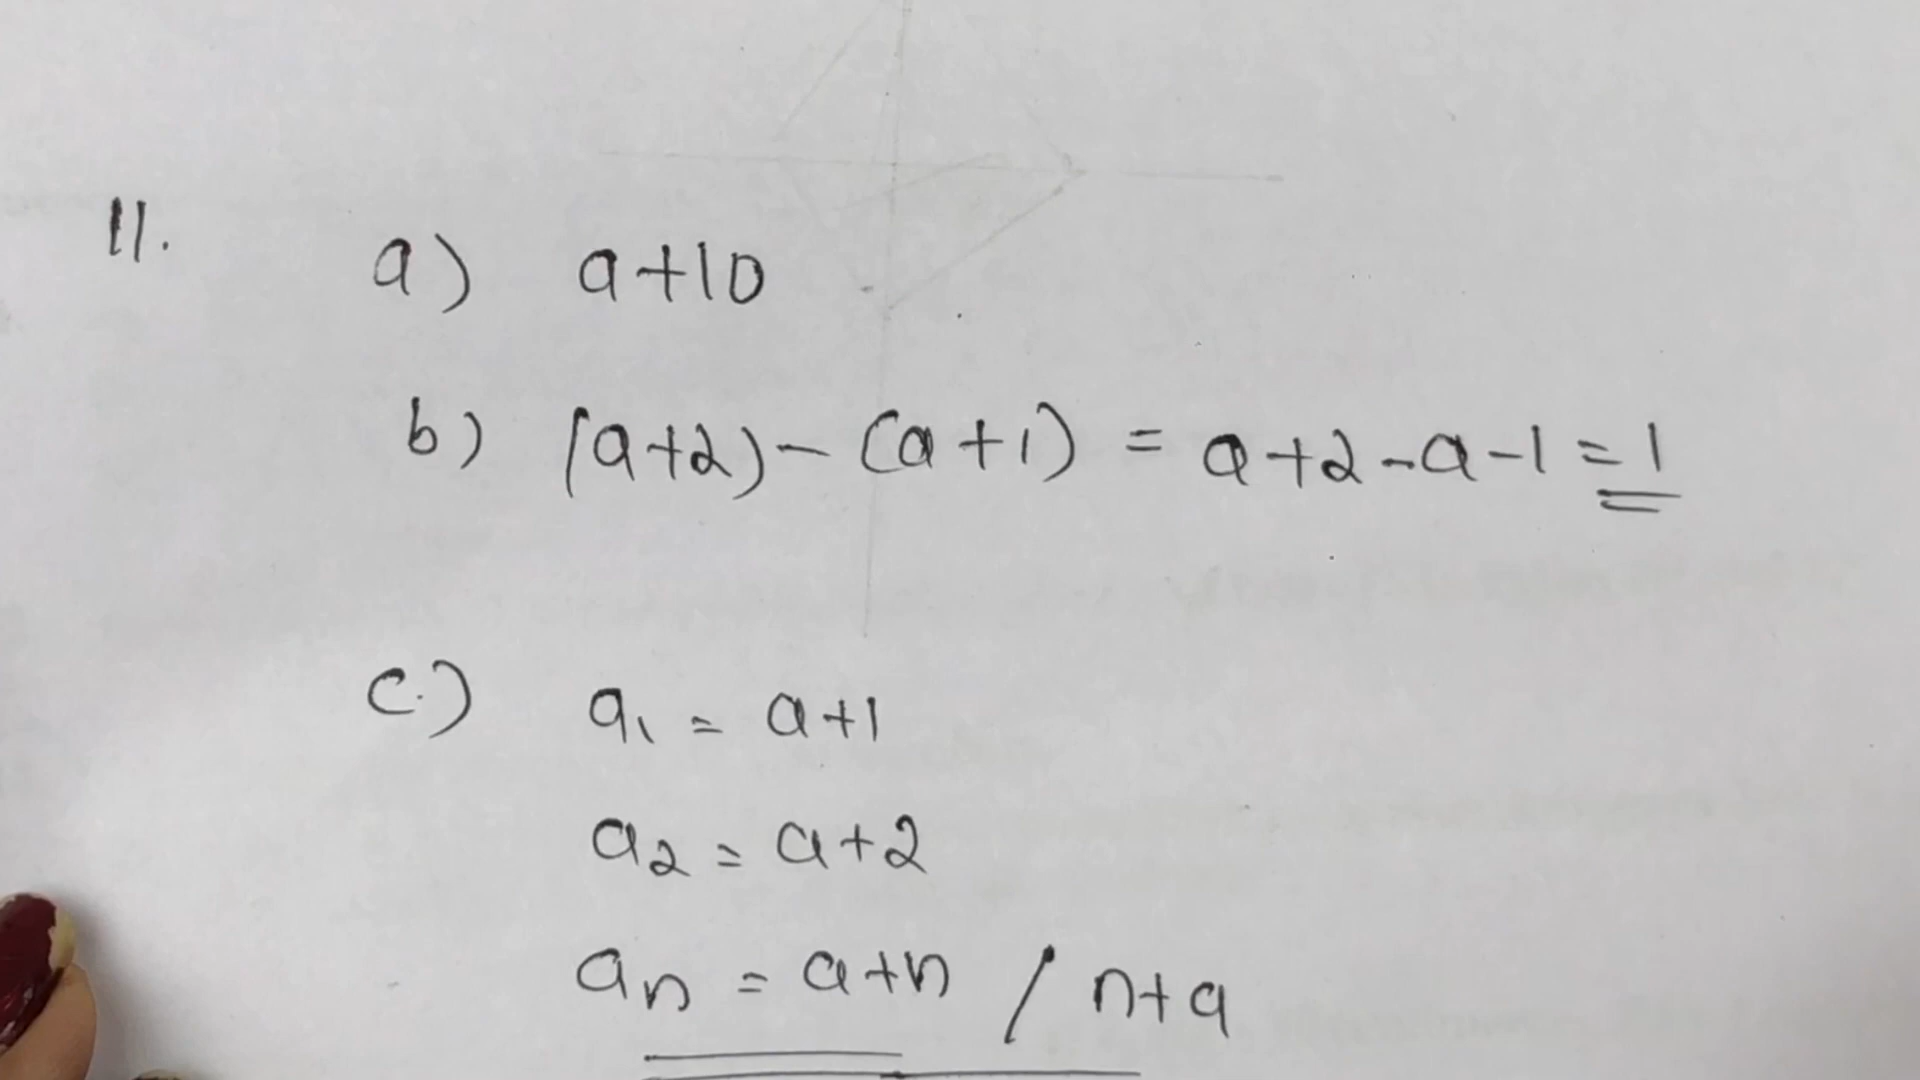 11.
a) a+10
b) (a+2)-(a+1) = a+2-a-1=1
c.) a₁ = a+1
a₂ = a+2
aₙ = a+n / n+a